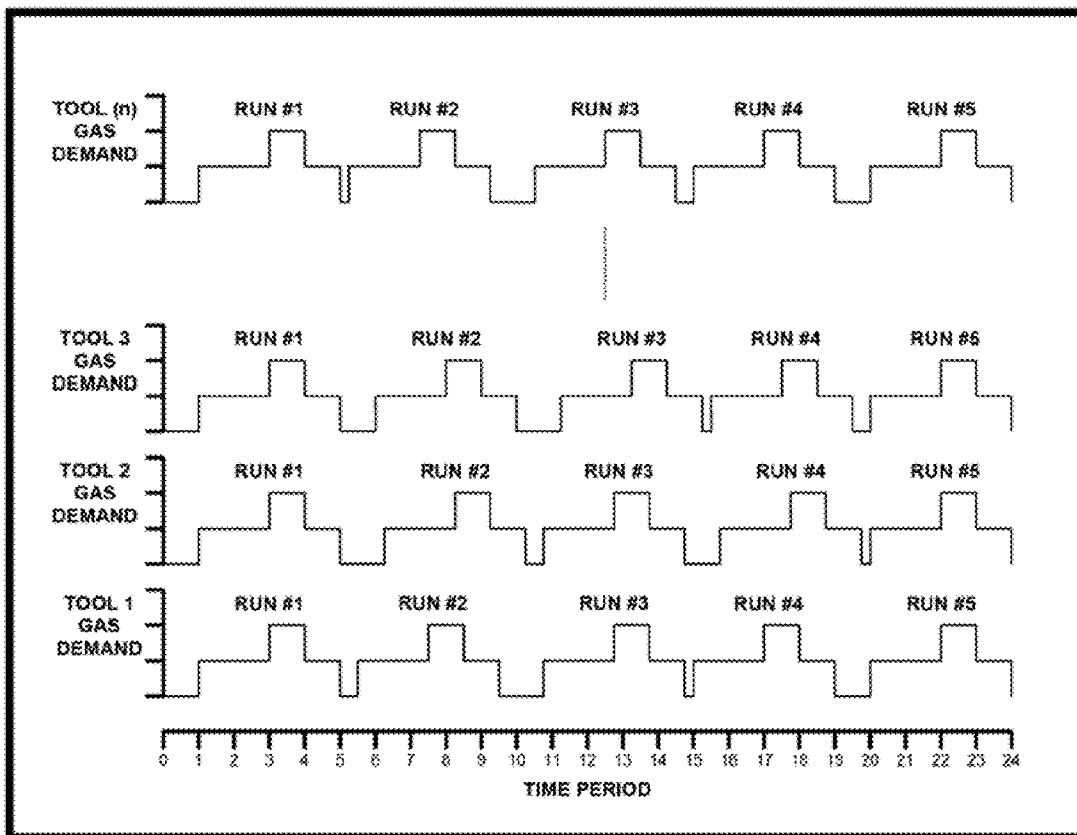 TOOL (n)
GAS
DEMAND
RUN #1 RUN #2 RUN #3 RUN #4 RUN #5
TOOL 3
GAS
DEMAND
RUN #1 RUN #2 RUN #3 RUN #4 RUN #5
TOOL 2
GAS
DEMAND
RUN #1 RUN #2 RUN #3 RUN #4 RUN #5
TOOL 1
GAS
DEMAND
RUN #1 RUN #2 RUN #3 RUN #4 RUN #5
0 1 2 3 4 5 6 7 8 9 10 11 12 13 14 15 16 17 18 19 20 21 22 23 24
TIME PERIOD